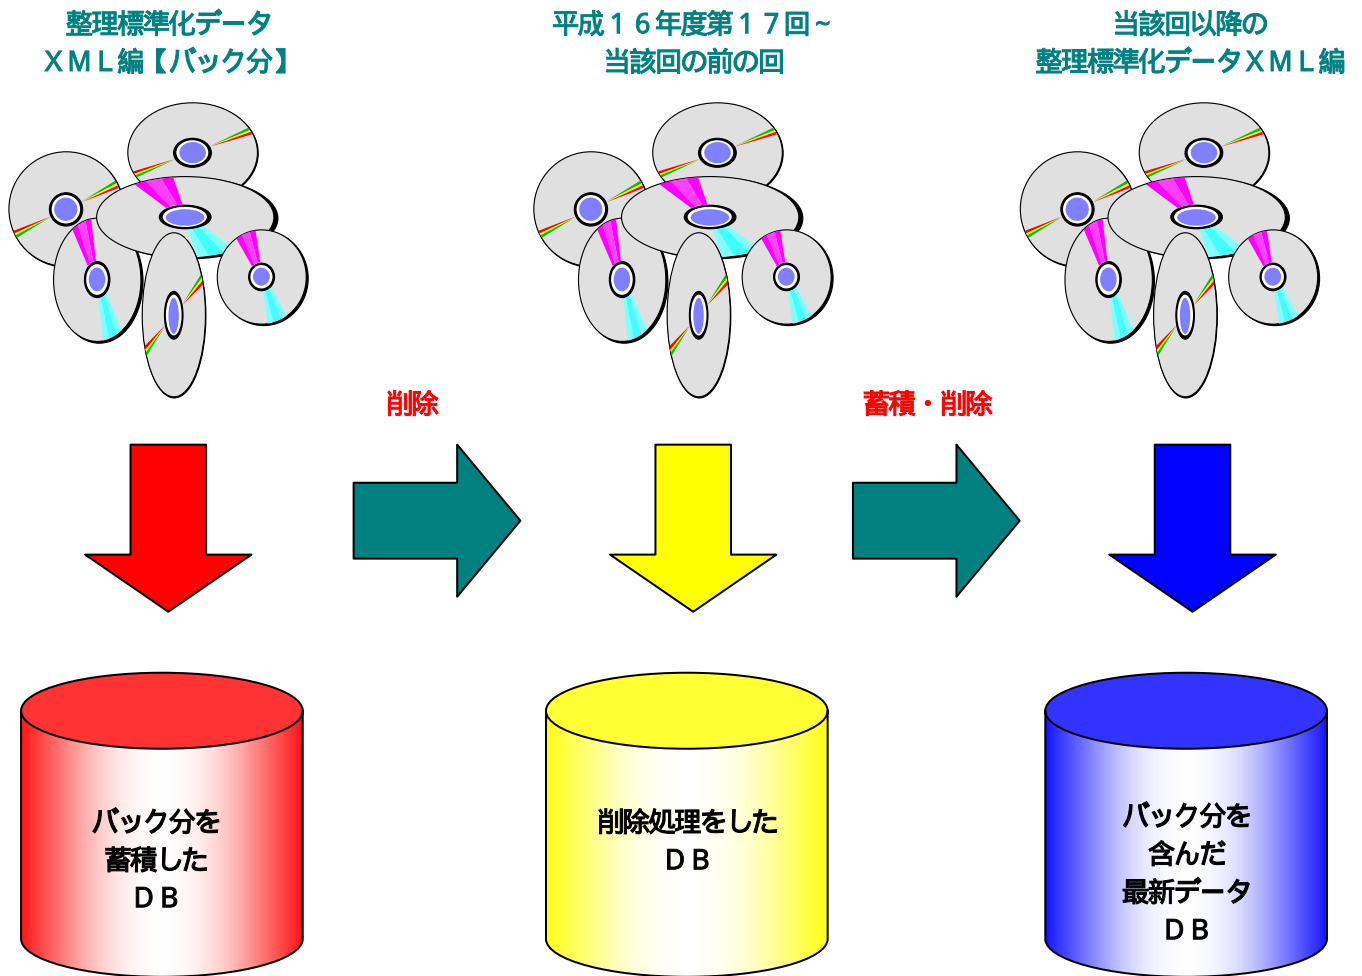 整理標準化データ
ＸＭＬ編【バック分】
平成１６年度第１７回～
当該回の前の回
当該回以降の
整理標準化データＸＭＬ編
削除
蓄積・削除
バック分を
蓄積した
ＤＢ
削除処理をした
ＤＢ
バック分を
含んだ
最新データ
ＤＢ